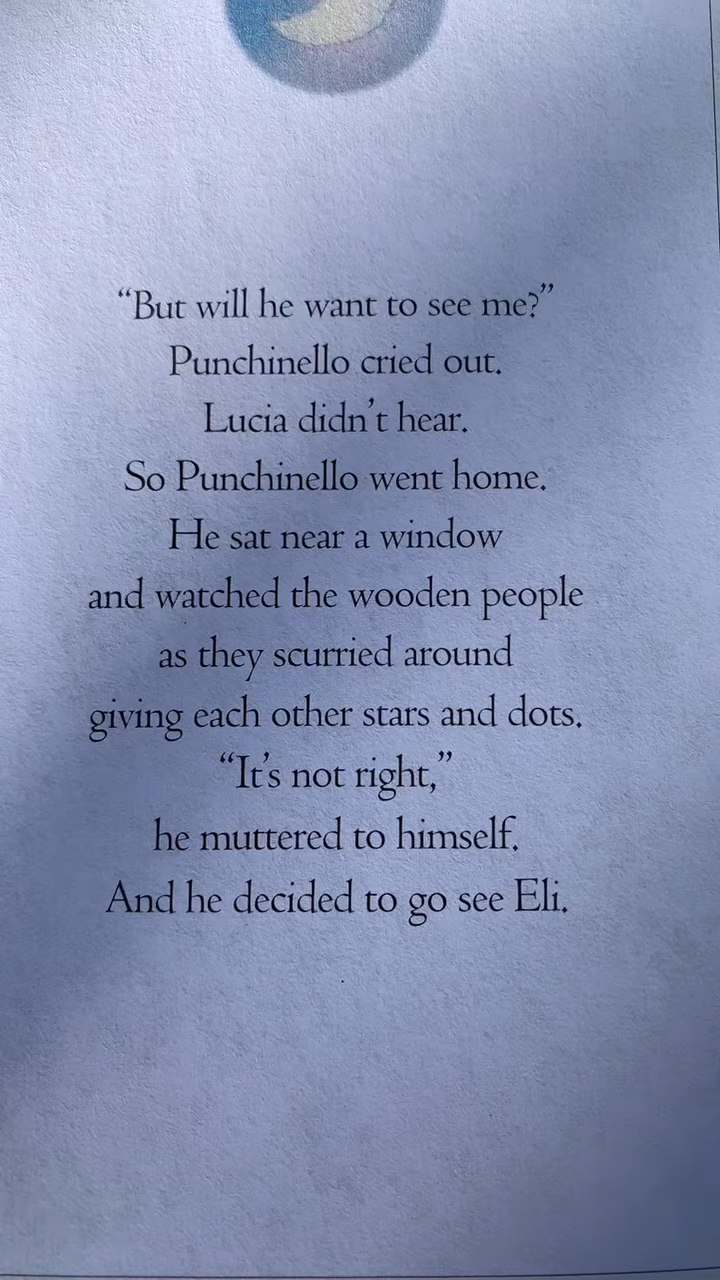 “But will he want to see me?”
Punchinello cried out.
Lucia didn’t hear.
So Punchinello went home.
He sat near a window
and watched the wooden people
as they scurried around
giving each other stars and dots.
“It’s not right,”
he muttered to himself.
And he decided to go see Eli.